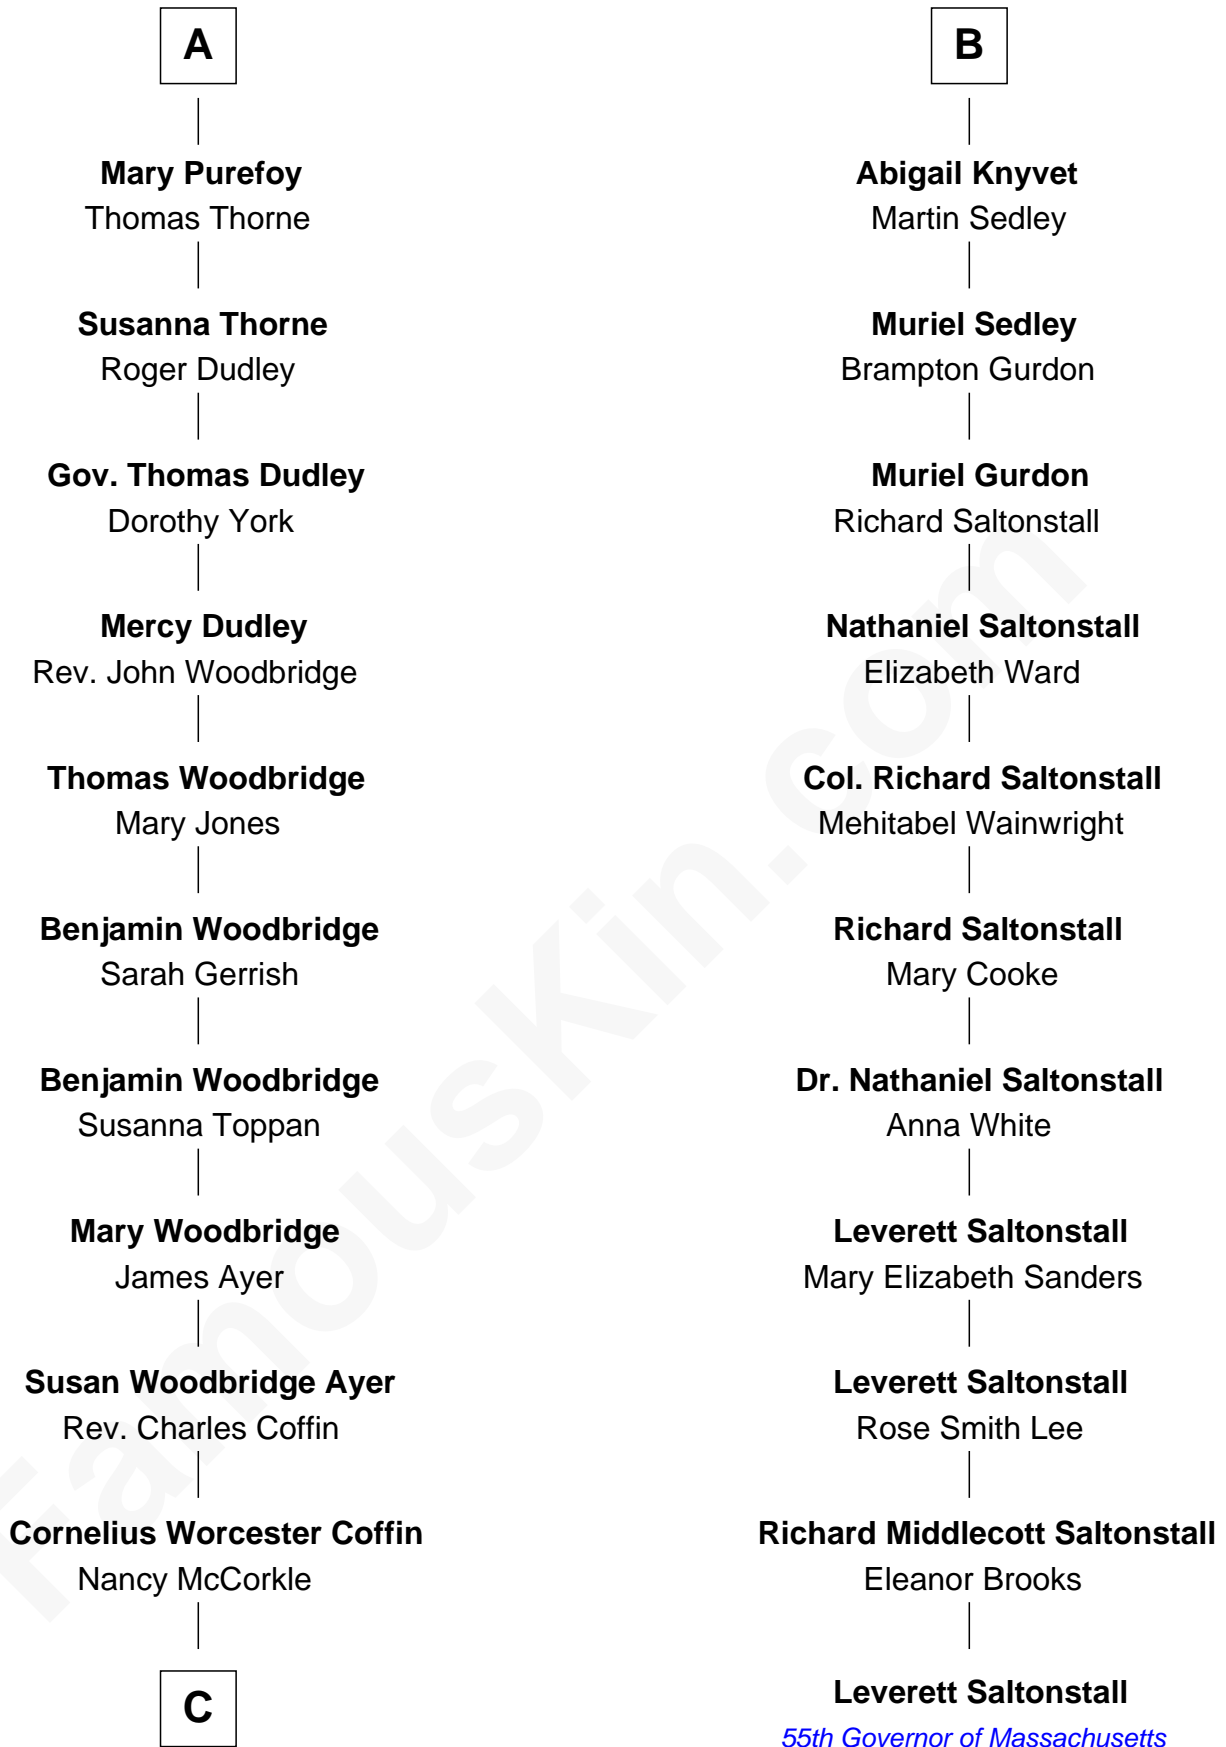 A
Mary Purefoy
Thomas Thorne
Susanna Thorne
Roger Dudley
Gov. Thomas Dudley
Dorothy York
Mercy Dudley
Rev. John Woodbridge
Thomas Woodbridge
Mary Jones
Benjamin Woodbridge
Sarah Gerrish
Benjamin Woodbridge
Susanna Toppan
Mary Woodbridge
James Ayer
Susan Woodbridge Ayer
Rev. Charles Coffin
Cornelius Worcester Coffin
Nancy McCorkle
C
B
Abigail Knyvet
Martin Sedley
Muriel Sedley
Brampton Gurdon
Muriel Gurdon
Richard Saltonstall
Nathaniel Saltonstall
Elizabeth Ward
Col. Richard Saltonstall
Mehitabel Wainwright
Richard Saltonstall
Mary Cooke
Dr. Nathaniel Saltonstall
Anna White
Leverett Saltonstall
Mary Elizabeth Sanders
Leverett Saltonstall
Rose Smith Lee
Richard Middlecott Saltonstall
Eleanor Brooks
Leverett Saltonstall
55th Governor of Massachusetts
FamousKin.com